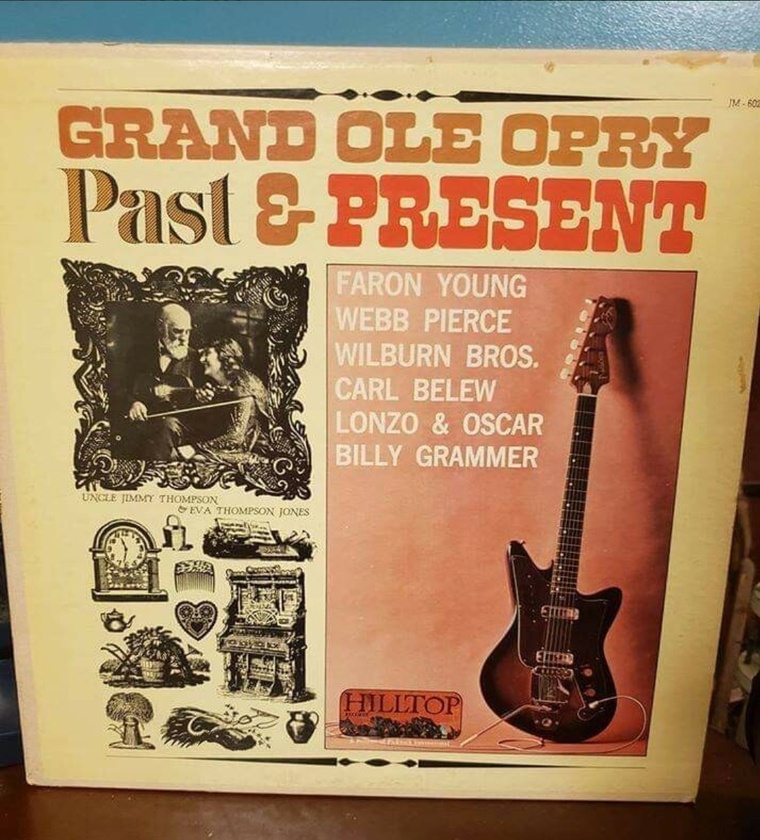 JM - 602
GRAND OLE OPRY
Past & PRESENT
FARON YOUNG
WEBB PIERCE
WILBURN BROS.
CARL BELEW
LONZO & OSCAR
BILLY GRAMMER
UNCLE JIMMY THOMPSON
& EVA THOMPSON JONES
HILLTOP
RECORDS